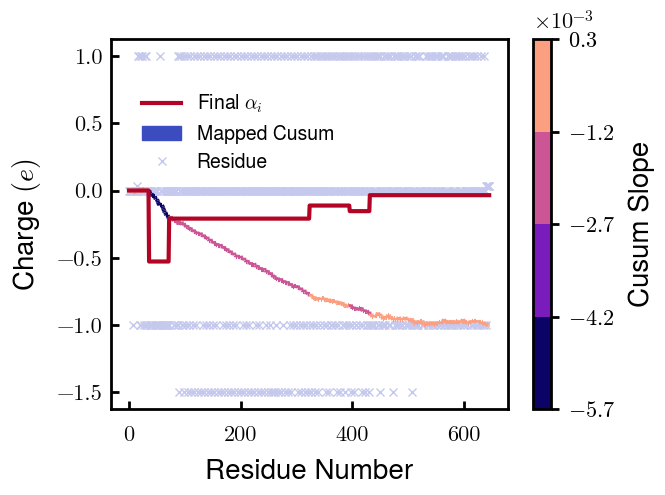 ×10⁻³
1.0
0.5
0.0
−0.5
−1.0
−1.5
Charge (e)
Final αᵢ
Mapped Cusum
Residue
0
200
400
600
Residue Number
0.3
−1.2
−2.7
−4.2
−5.7
Cusum Slope